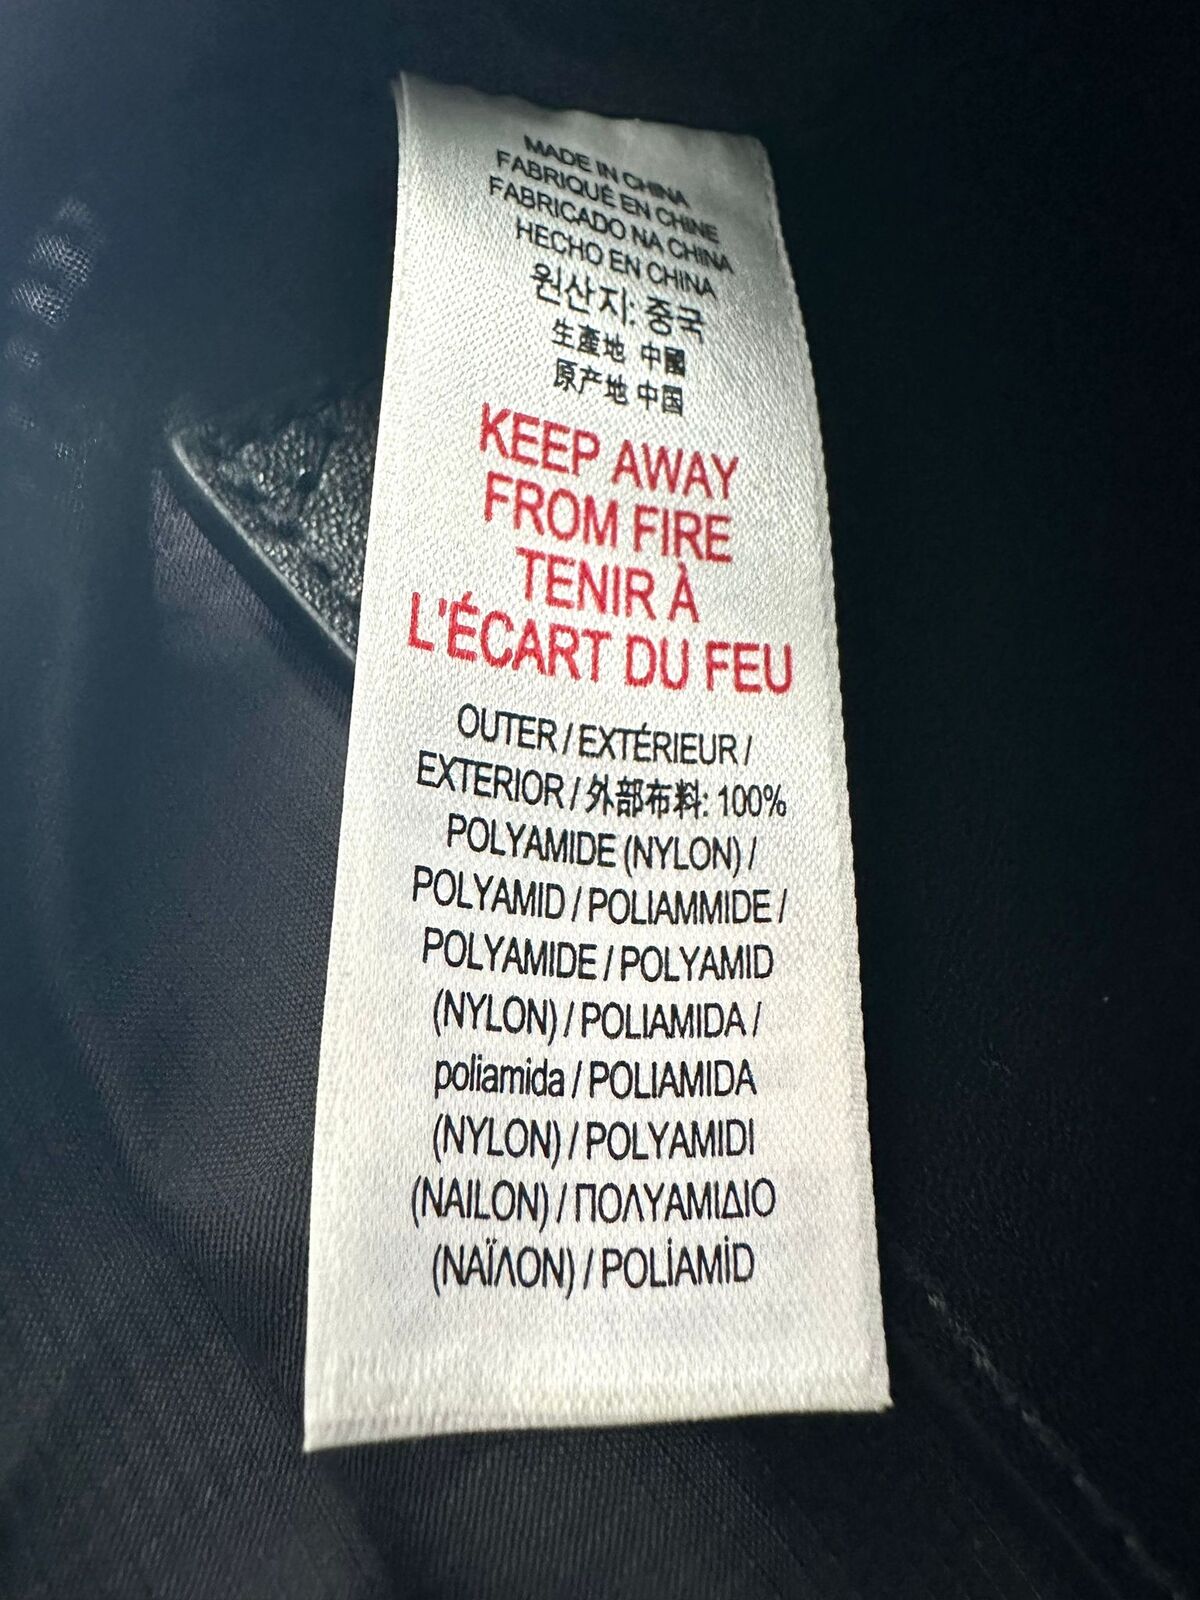 MADE IN CHINA
FABRIQUÉ EN CHINE
FABRICADO NA CHINA
HECHO EN CHINA
원산지: 중국
生產地 中國
原产地 中国
KEEP AWAY
FROM FIRE
TENIR À
L'ÉCART DU FEU
OUTER / EXTÉRIEUR /
EXTERIOR / 外部布料: 100%
POLYAMIDE (NYLON) /
POLYAMID / POLIAMMIDE /
POLYAMIDE / POLYAMID
(NYLON) / POLIAMIDA /
poliamida / POLIAMIDA
(NYLON) / POLYAMIDI
(NAILON) / ΠΟΛΥΑΜΙΔΙΟ
(ΝΑΪΛΟΝ) / POLİAMİD